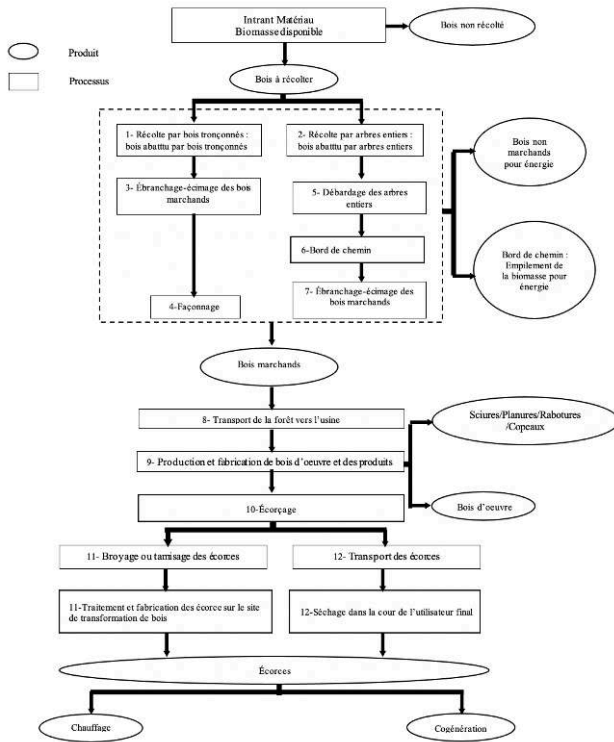 Intrant Matériau
Biomasse disponible
Bois non récolté
Produit
Processus
Bois à récolter
1- Récolte par bois tronçonnés :
bois abattu par bois tronçonnés
2- Récolte par arbres entiers :
bois abattu par arbres entiers
3- Ébranchage-écimage des bois
marchands
5- Débardage des arbres
entiers
6-Bord de chemin
4-Façonnage
7- Ébranchage-écimage des
bois marchands
Bois non
marchands
pour énergie
Bord de chemin :
Empilement de
la biomasse pour
énergie
Bois marchands
8- Transport de la forêt vers l'usine
9- Production et fabrication de bois d'oeuvre et des produits
Sciures/Planures/Rabotures
/Copeaux
Bois d'oeuvre
10-Écorçage
11- Broyage ou tamisage des écorces
12- Transport des écorces
11-Traitement et fabrication des écorce sur le site
de transformation de bois
12-Séchage dans la cour de l'utilisateur final
Écorces
Chauffage
Cogénération